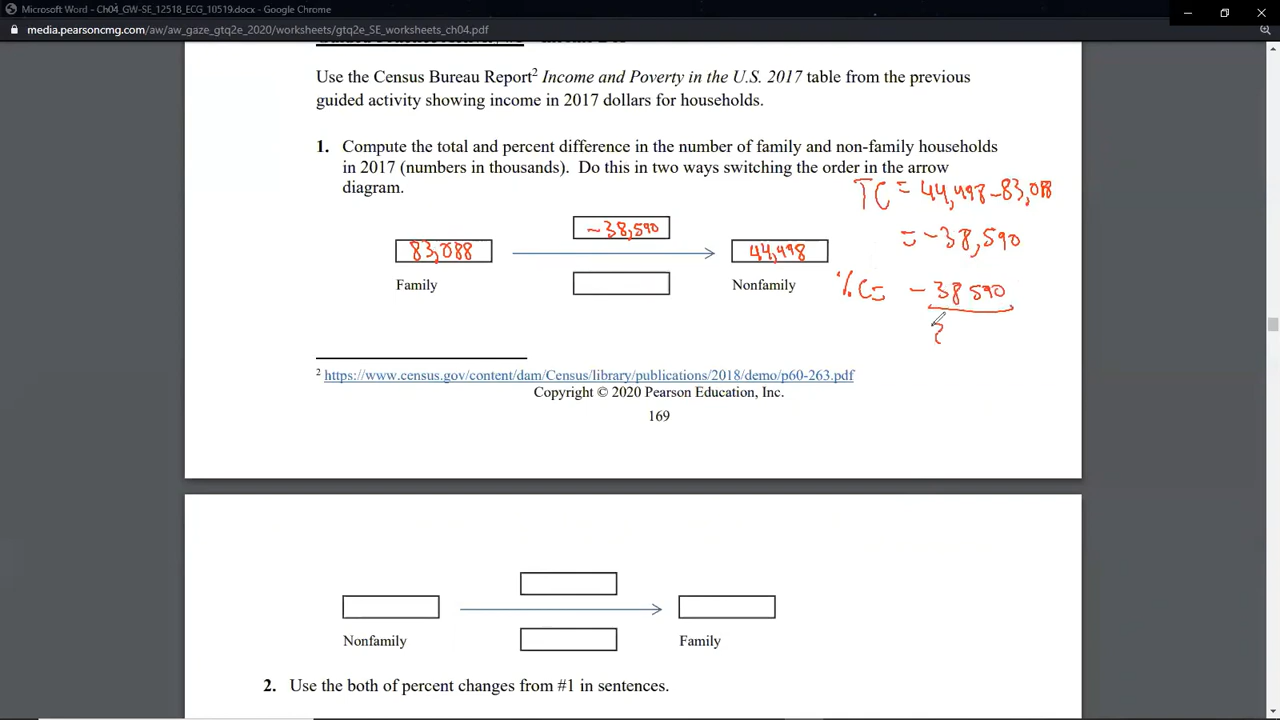 Microsoft Word - Ch04_GW-SE_12518_ECG_10519.docx - Google Chrome
media.pearsoncmg.com/aw/aw_gaze_gtq2e_2020/worksheets/gtq2e_SE_worksheets_ch04.pdf
Use the Census Bureau Report2 Income and Poverty in the U.S. 2017 table from the previous
guided activity showing income in 2017 dollars for households.
1. Compute the total and percent difference in the number of family and non-family households
in 2017 (numbers in thousands). Do this in two ways switching the order in the arrow
diagram.
TC = 44,498 - 83,088
= -38,590
-38,590
83,088
44,498
Family
Nonfamily
%C = -38590
2 https://www.census.gov/content/dam/Census/library/publications/2018/demo/p60-263.pdf
Copyright © 2020 Pearson Education, Inc.
169
Nonfamily
Family
2. Use the both of percent changes from #1 in sentences.